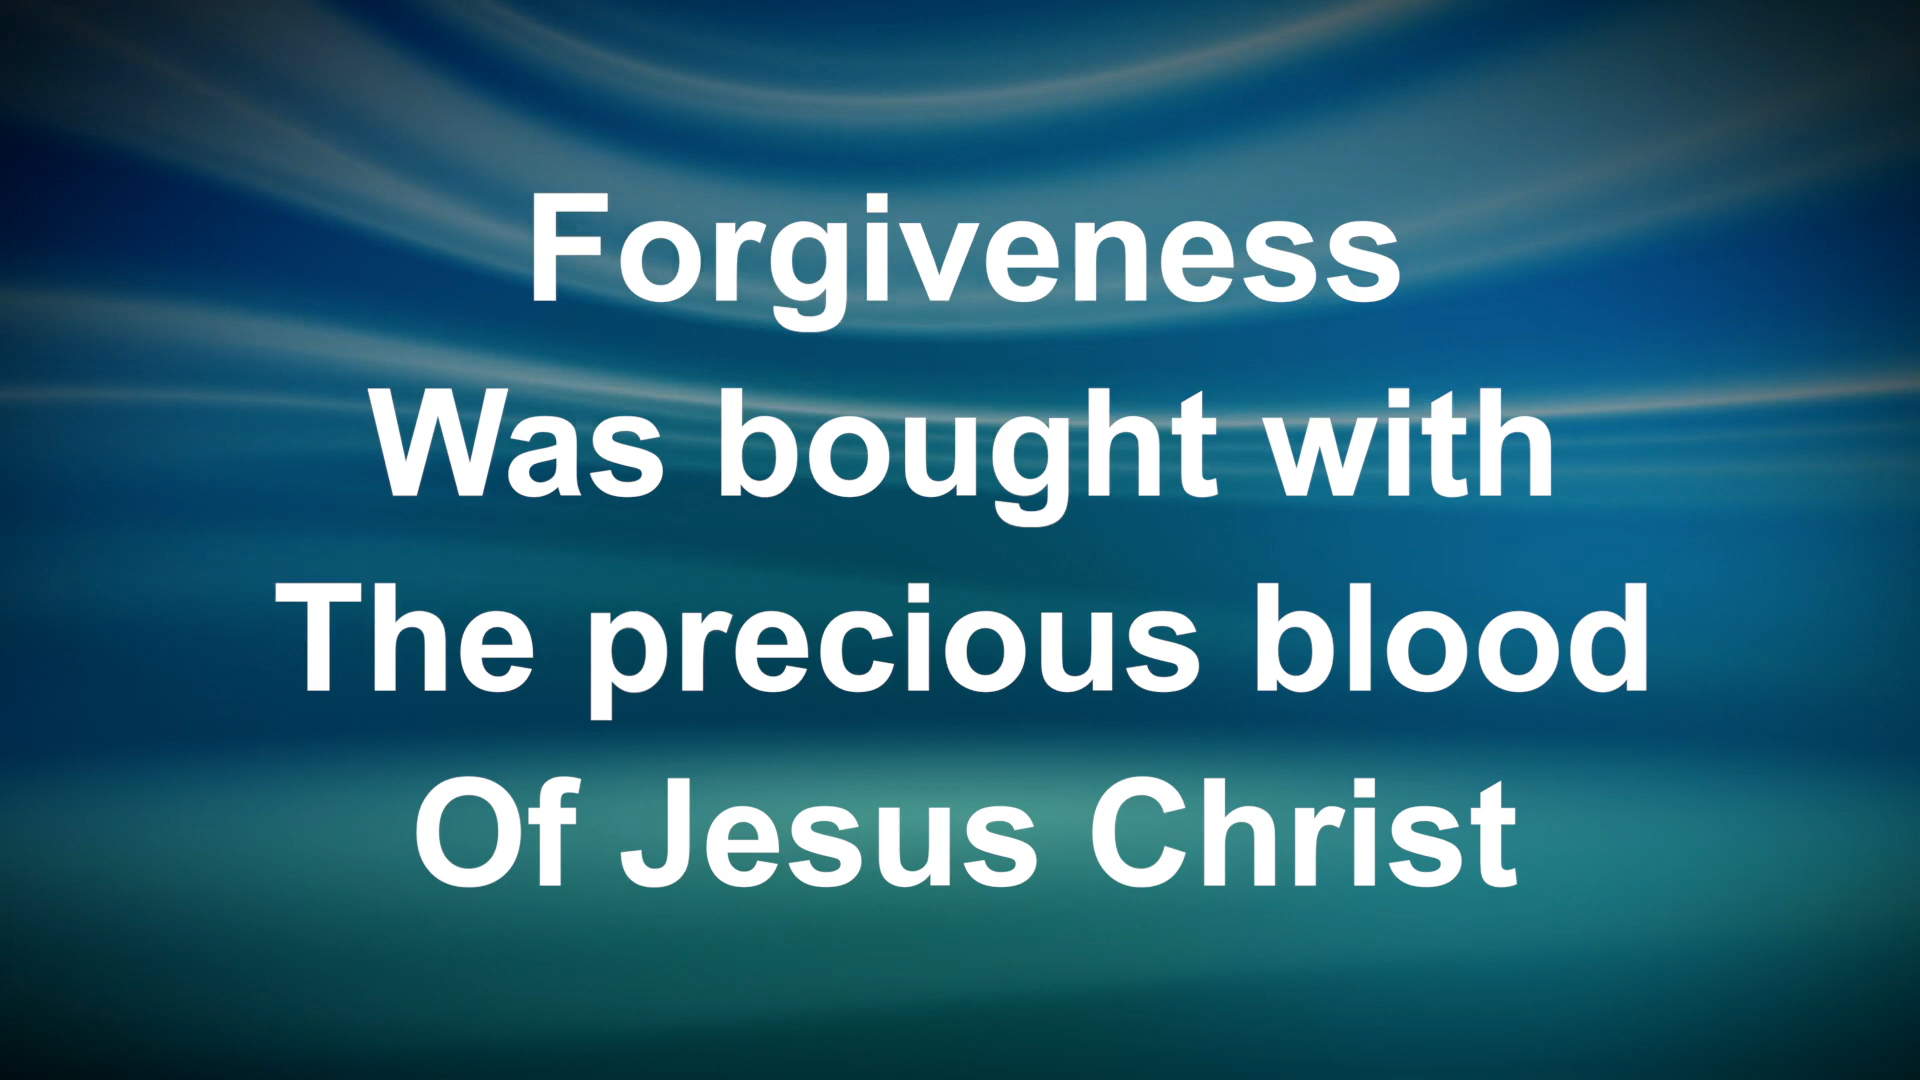 Forgiveness
Was bought with
The precious blood
Of Jesus Christ